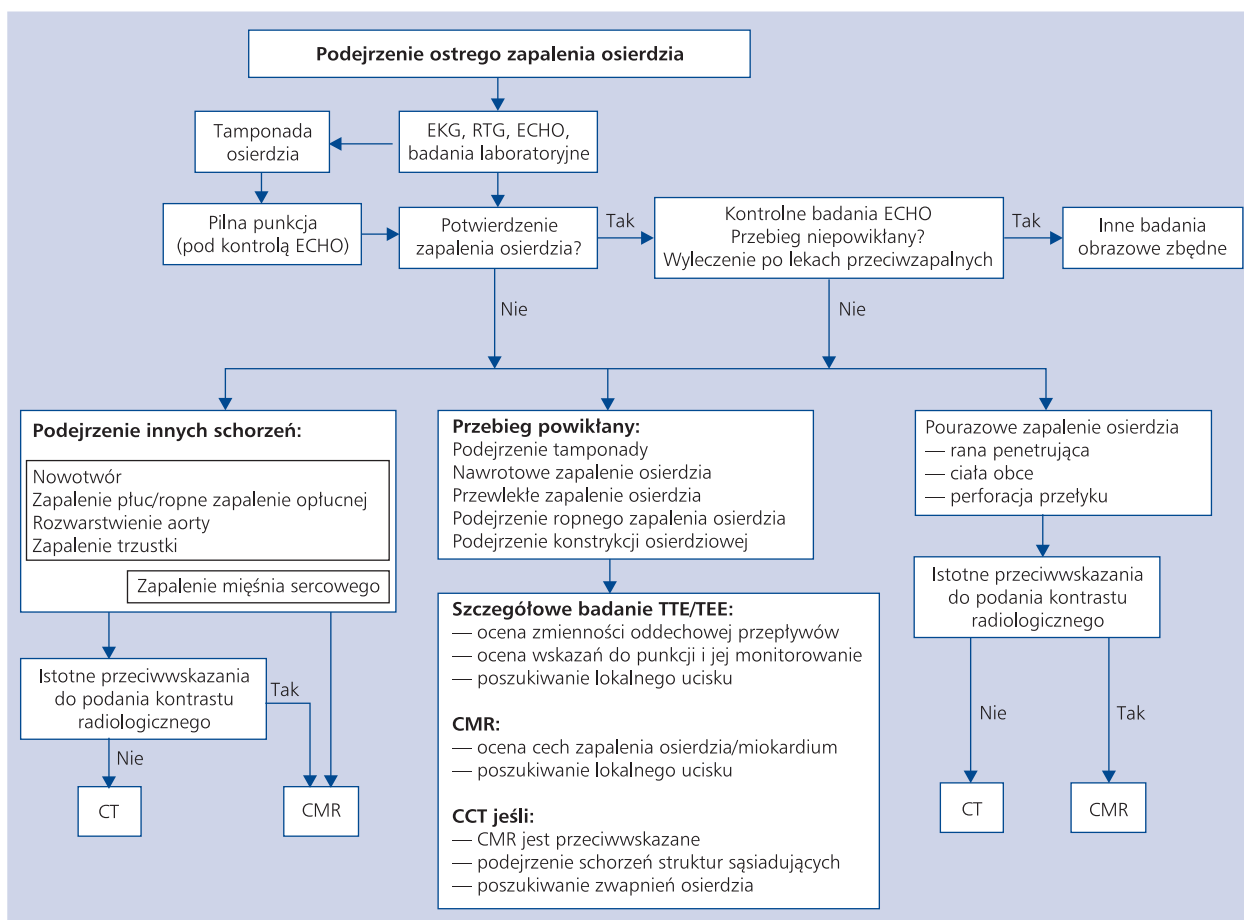 Podejrzenie ostrego zapalenia osierdzia
Tamponada
osierdzia
EKG, RTG, ECHO,
badania laboratoryjne
Pilna punkcja
(pod kontrolą ECHO)
Potwierdzenie
zapalenia osierdzia?
Tak
Kontrolne badania ECHO
Przebieg niepowikłany?
Wyleczenie po lekach przeciwzapalnych
Tak
Inne badania
obrazowe zbędne
Nie
Nie
Podejrzenie innych schorzeń:
Nowotwór
Zapalenie płuc/ropne zapalenie opłucnej
Rozwarstwienie aorty
Zapalenie trzustki
Zapalenie mięśnia sercowego
Istotne przeciwwskazania
do podania kontrastu
radiologicznego
Tak
Nie
CT
CMR
Przebieg powikłany:
Podejrzenie tamponady
Nawrotowe zapalenie osierdzia
Przewlekłe zapalenie osierdzia
Podejrzenie ropnego zapalenia osierdzia
Podejrzenie konstrykcji osierdziowej
Szczegółowe badanie TTE/TEE:
— ocena zmienności oddechowej przepływów
— ocena wskazań do punkcji i jej monitorowanie
— poszukiwanie lokalnego ucisku
CMR:
— ocena cech zapalenia osierdzia/miokardium
— poszukiwanie lokalnego ucisku
CCT jeśli:
— CMR jest przeciwwskazane
— podejrzenie schorzeń struktur sąsiadujących
— poszukiwanie zwapnień osierdzia
Pourazowe zapalenie osierdzia
— rana penetrująca
— ciała obce
— perforacja przełyku
Istotne przeciwwskazania
do podania kontrastu
radiologicznego
Nie
Tak
CT
CMR